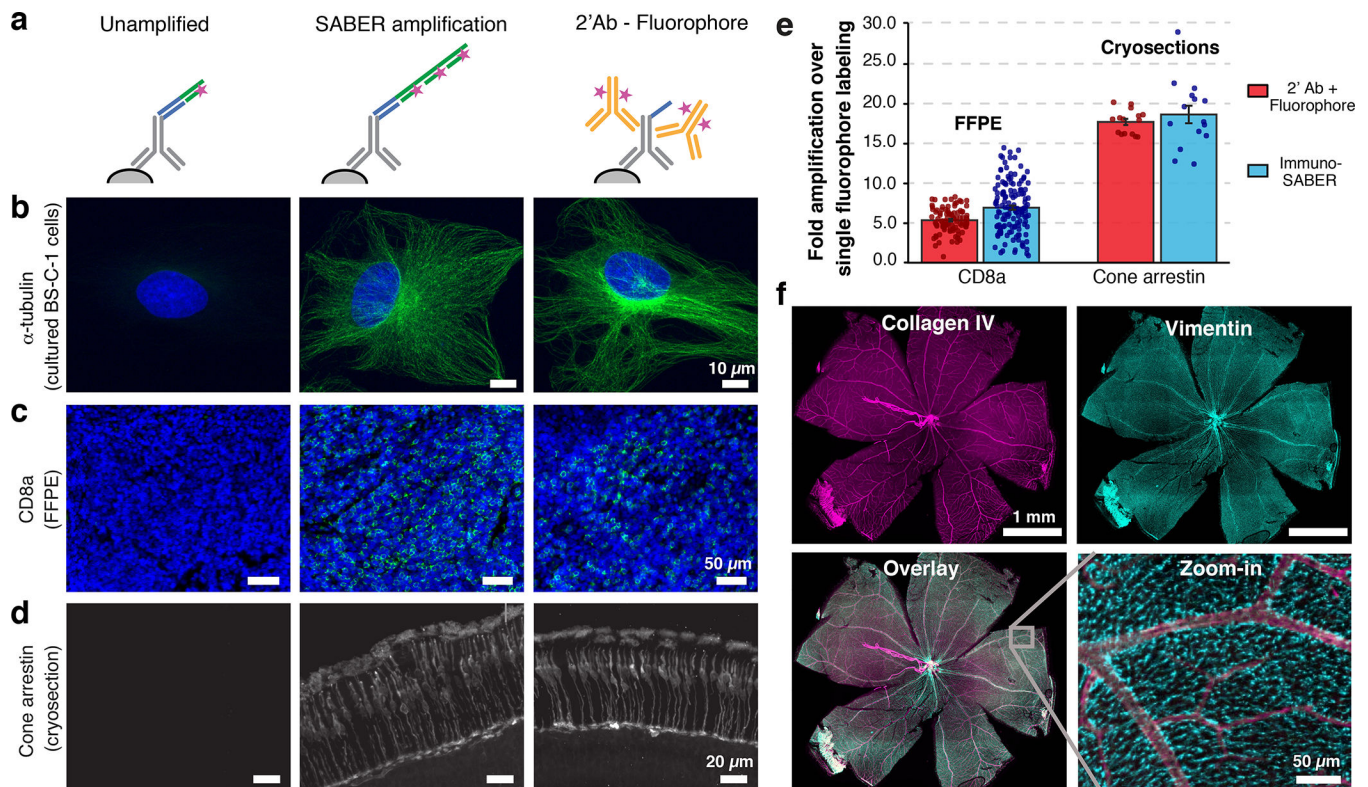 a
Unamplified
SABER amplification
2'Ab - Fluorophore
b
α-tubulin
(cultured BS-C-1 cells)
10 µm
c
CD8a
(FFPE)
50 µm
d
Cone arrestin
(cryosection)
20 µm
e
Fold amplification over
single fluorophore labeling
30.0
25.0
20.0
15.0
10.0
5.0
0.0
FFPE
Cryosections
CD8a
Cone arrestin
2' Ab +
Fluorophore
Immuno-
SABER
f
Collagen IV
1 mm
Vimentin
Overlay
Zoom-in
50 µm